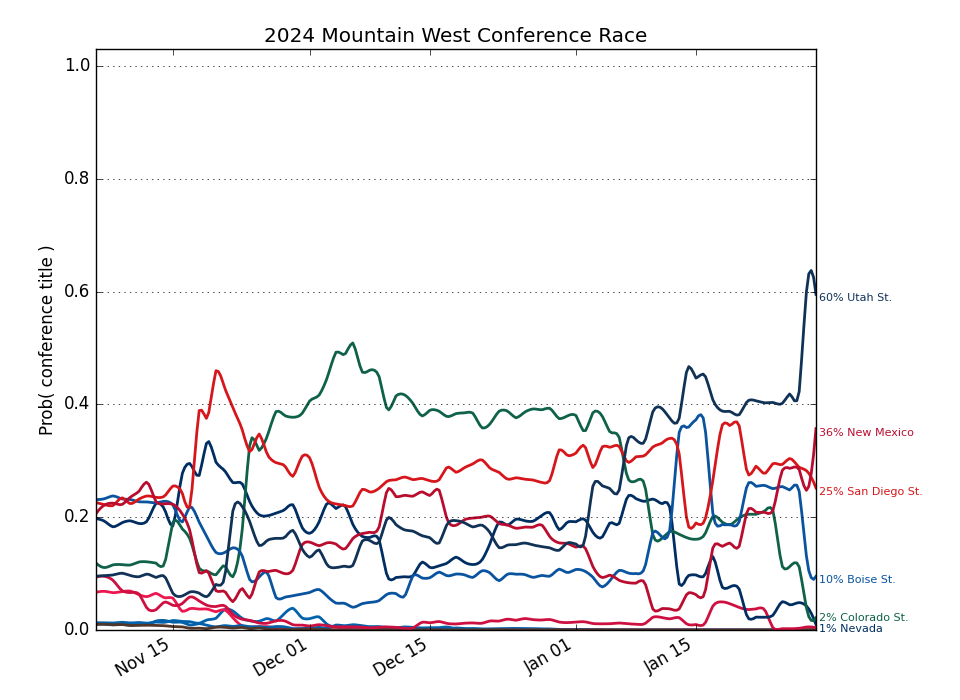 2024 Mountain West Conference Race
Prob( conference title )
1.0
0.8
0.6
0.4
0.2
0.0
Nov 15
Dec 01
Dec 15
Jan 01
Jan 15
60% Utah St.
36% New Mexico
25% San Diego St.
10% Boise St.
2% Colorado St.
1% Nevada